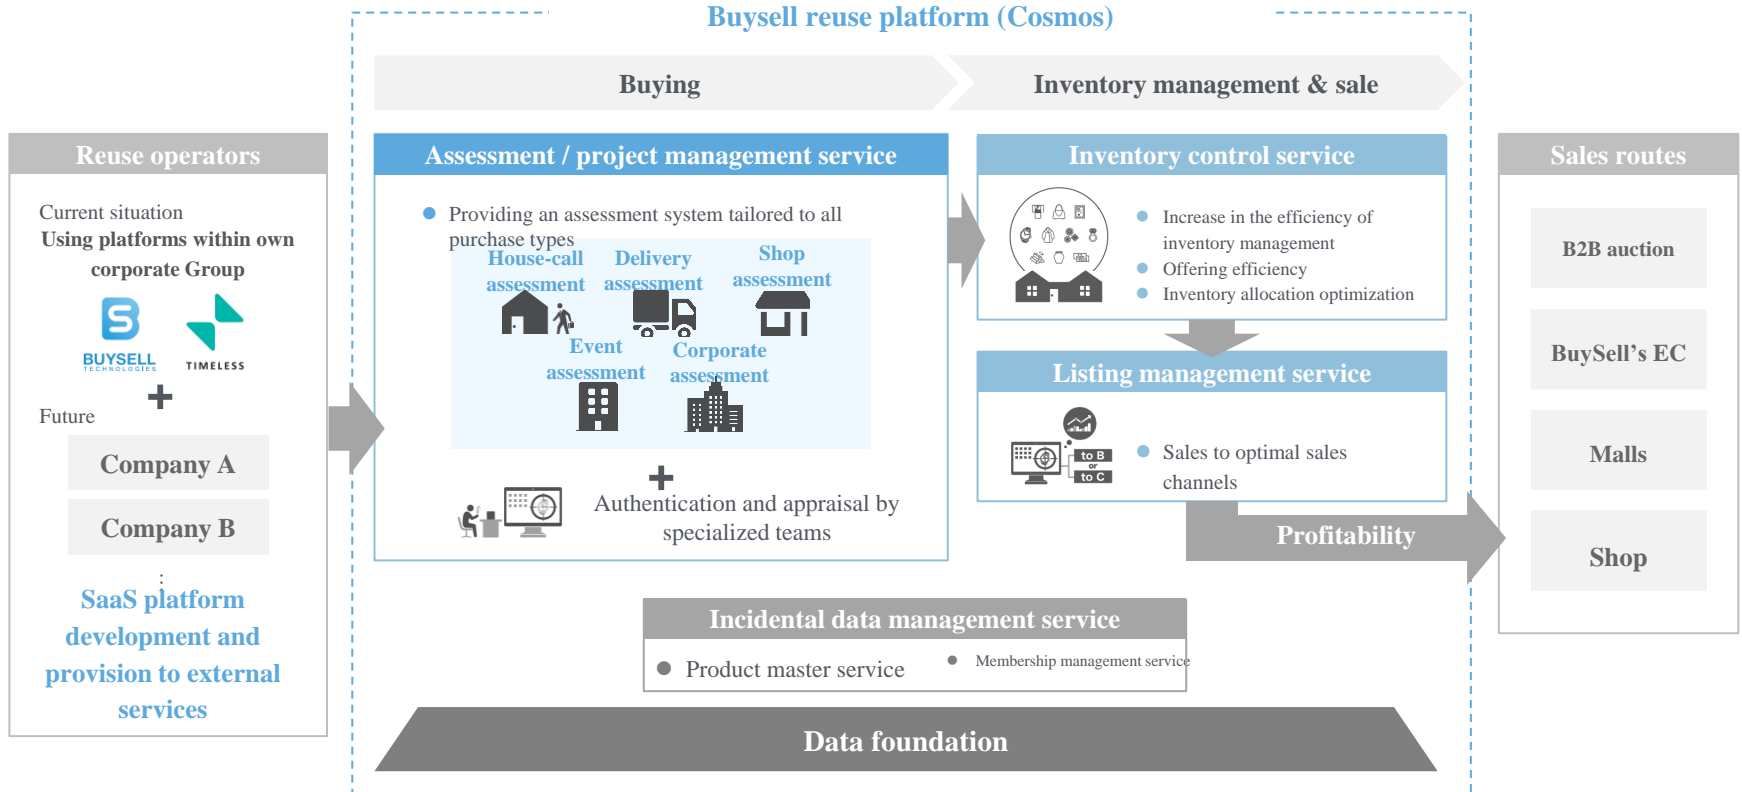 Buysell reuse platform (Cosmos)
Buying
Inventory management & sale
Reuse operators
Current situation
Using platforms within own
corporate Group
S
BUYSELL
TECHNOLOGIES
TIMELESS
+
Future
Company A
Company B
:
SaaS platform
development and
provision to external
services
Assessment / project management service
Providing an assessment system tailored to all
purchase types
House-call
assessment
Delivery
assessment
Shop
assessment
Event
assessment
Corporate
assessment
+
Authentication and appraisal by
specialized teams
Inventory control service
Increase in the efficiency of
inventory management
Offering efficiency
Inventory allocation optimization
Listing management service
to B
or
to C
Sales to optimal sales
channels
Profitability
Sales routes
B2B auction
BuySell’s EC
Malls
Shop
Incidental data management service
Product master service
Membership management service
Data foundation